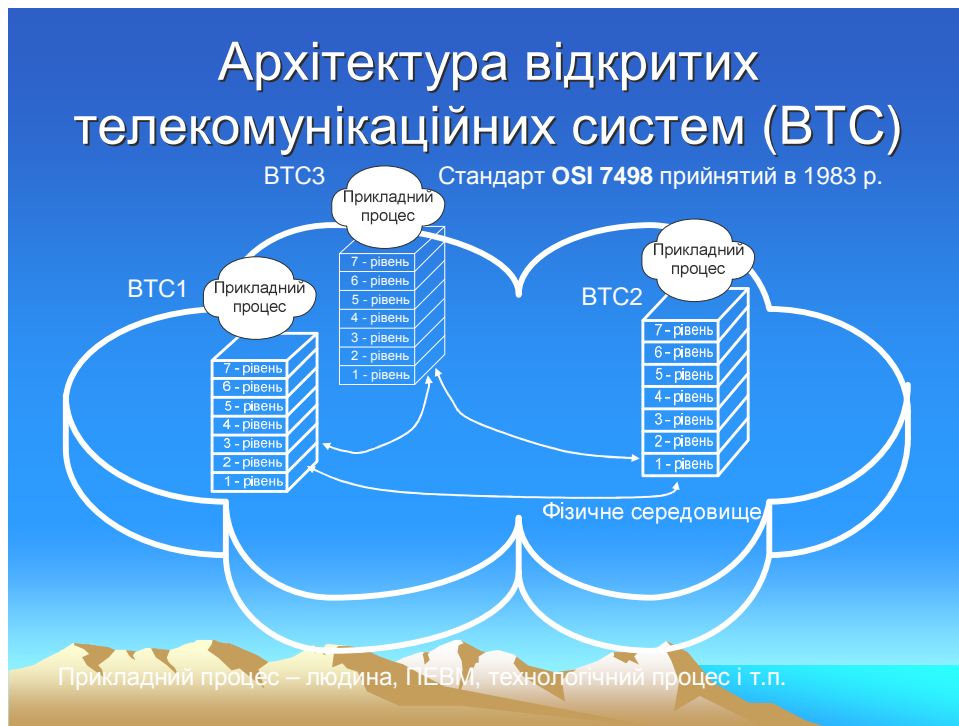 Архітектура відкритих
телекомунікаційних систем (ВТС)
ВТС3
Стандарт OSI 7498 прийнятий в 1983 р.
Прикладний
процес
7 - рівень
6 - рівень
5 - рівень
4 - рівень
3 - рівень
2 - рівень
1 - рівень
ВТС1
Прикладний
процес
7 - рівень
6 - рівень
5 - рівень
4 - рівень
3 - рівень
2 - рівень
1 - рівень
ВТС2
Прикладний
процес
7 - рівень
6 - рівень
5 - рівень
4 - рівень
3 - рівень
2 - рівень
1 - рівень
Фізичне середовище
Прикладний процес – людина, ПЕВМ, технологічний процес і т.п.